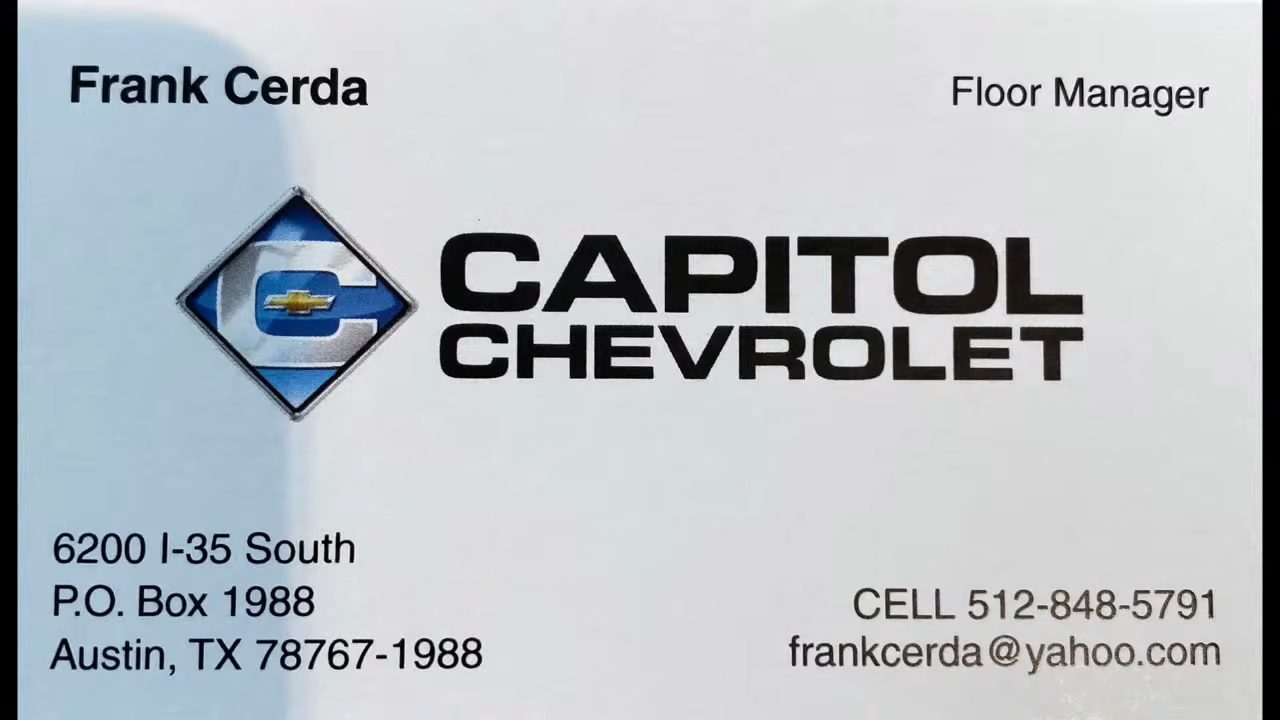 Frank Cerda
Floor Manager
C
CAPITOL
CHEVROLET
6200 I-35 South
P.O. Box 1988
Austin, TX 78767-1988
CELL 512-848-5791
frankcerda@yahoo.com